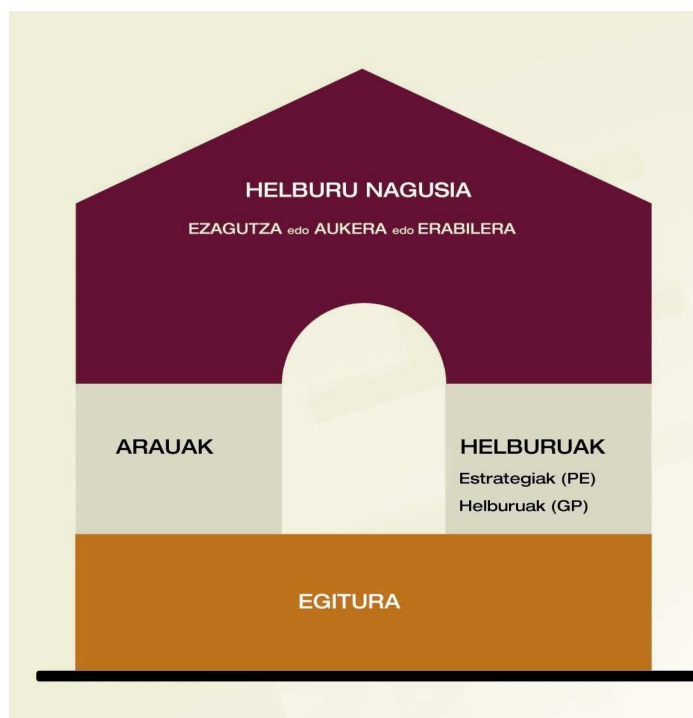 HELBURU NAGUSIA
EZAGUTZA edo AUKERA edo ERABILERA
ARAUAK
HELBURUAK
Estrategiak (PE)
Helburuak (GP)
EGITURA